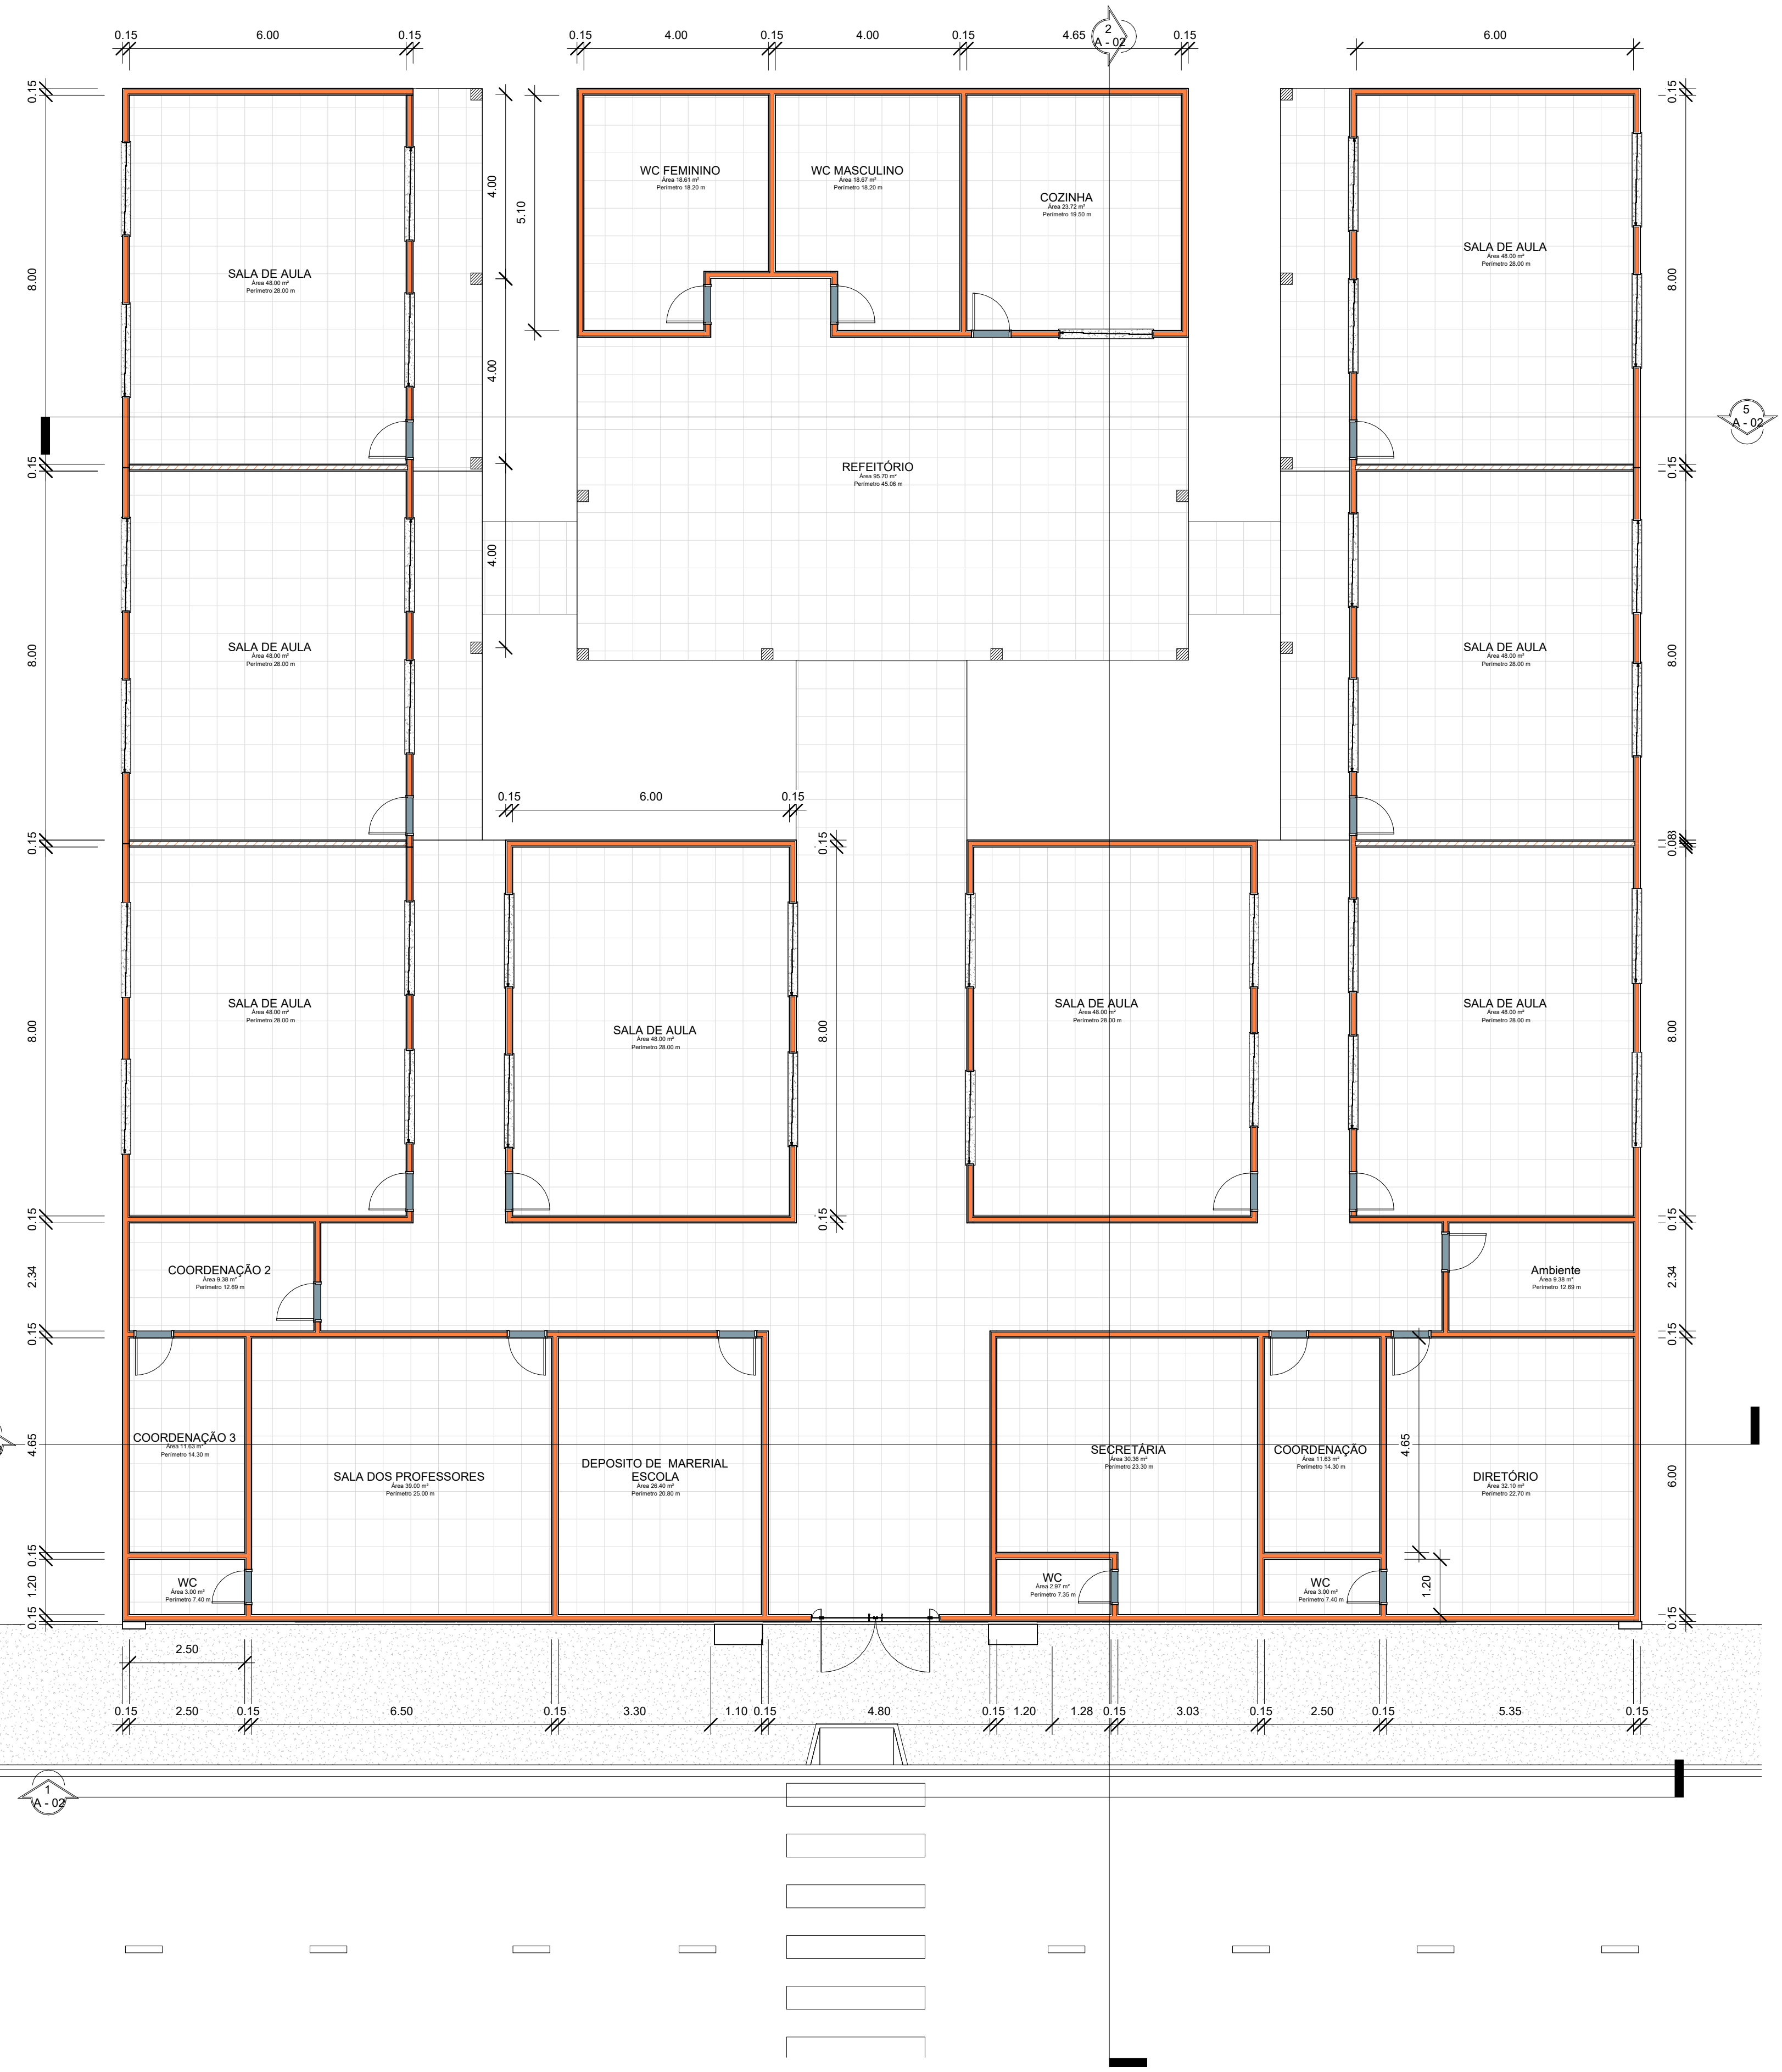 0.15 6.00 0.15 0.15 4.00 0.15 4.00 0.15 4.65 0.15 6.00
2
A - 02
0.15
0.15
WC FEMININO
Área 18.61 m²
Perímetro 18.20 m
WC MASCULINO
Área 18.67 m²
Perímetro 18.20 m
COZINHA
Área 23.72 m²
Perímetro 19.50 m
4.00
5.10
8.00
SALA DE AULA
Área 48.00 m²
Perímetro 28.00 m
SALA DE AULA
Área 48.00 m²
Perímetro 28.00 m
8.00
4.00
5
A - 02
0.15
REFEITÓRIO
Área 95.70 m²
Perímetro 45.06 m
0.15
4.00
8.00
SALA DE AULA
Área 48.00 m²
Perímetro 28.00 m
SALA DE AULA
Área 48.00 m²
Perímetro 28.00 m
8.00
0.15 6.00 0.15
0.15
0.15
8.00
SALA DE AULA
Área 48.00 m²
Perímetro 28.00 m
SALA DE AULA
Área 48.00 m²
Perímetro 28.00 m
8.00
SALA DE AULA
Área 48.00 m²
Perímetro 28.00 m
SALA DE AULA
Área 48.00 m²
Perímetro 28.00 m
8.00
0.15
0.15
0.15
2.34
COORDENAÇÃO 2
Área 9.38 m²
Perímetro 12.69 m
Ambiente
Área 9.38 m²
Perímetro 12.69 m
2.34
0.15
0.15
4.65
COORDENAÇÃO 3
Área 11.63 m²
Perímetro 14.30 m
SALA DOS PROFESSORES
Área 39.00 m²
Perímetro 25.00 m
DEPOSITO DE MARERIAL
ESCOLA
Área 26.40 m²
Perímetro 20.80 m
SECRETÁRIA
Área 30.36 m²
Perímetro 23.30 m
COORDENAÇÃO
Área 11.63 m²
Perímetro 14.30 m
4.65
DIRETÓRIO
Área 32.10 m²
Perímetro 22.70 m
6.00
0.15
1.20
WC
Área 3.00 m²
Perímetro 7.40 m
WC
Área 2.97 m²
Perímetro 7.35 m
WC
Área 3.00 m²
Perímetro 7.40 m
1.20
0.15
0.15
2.50
0.15 2.50 0.15 6.50 0.15 3.30 1.10 0.15 4.80 0.15 1.20 1.28 0.15 3.03 0.15 2.50 0.15 5.35 0.15
1
A - 02